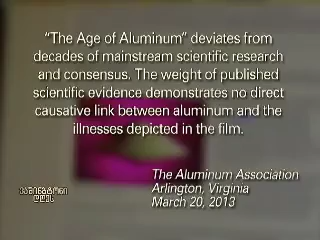 “The Age of Aluminum” deviates from
decades of mainstream scientific research
and consensus. The weight of published
scientific evidence demonstrates no direct
causative link between aluminum and the
illnesses depicted in the film.
The Aluminum Association
Arlington, Virginia
March 20, 2013
ვაშინგტონი
დღეს